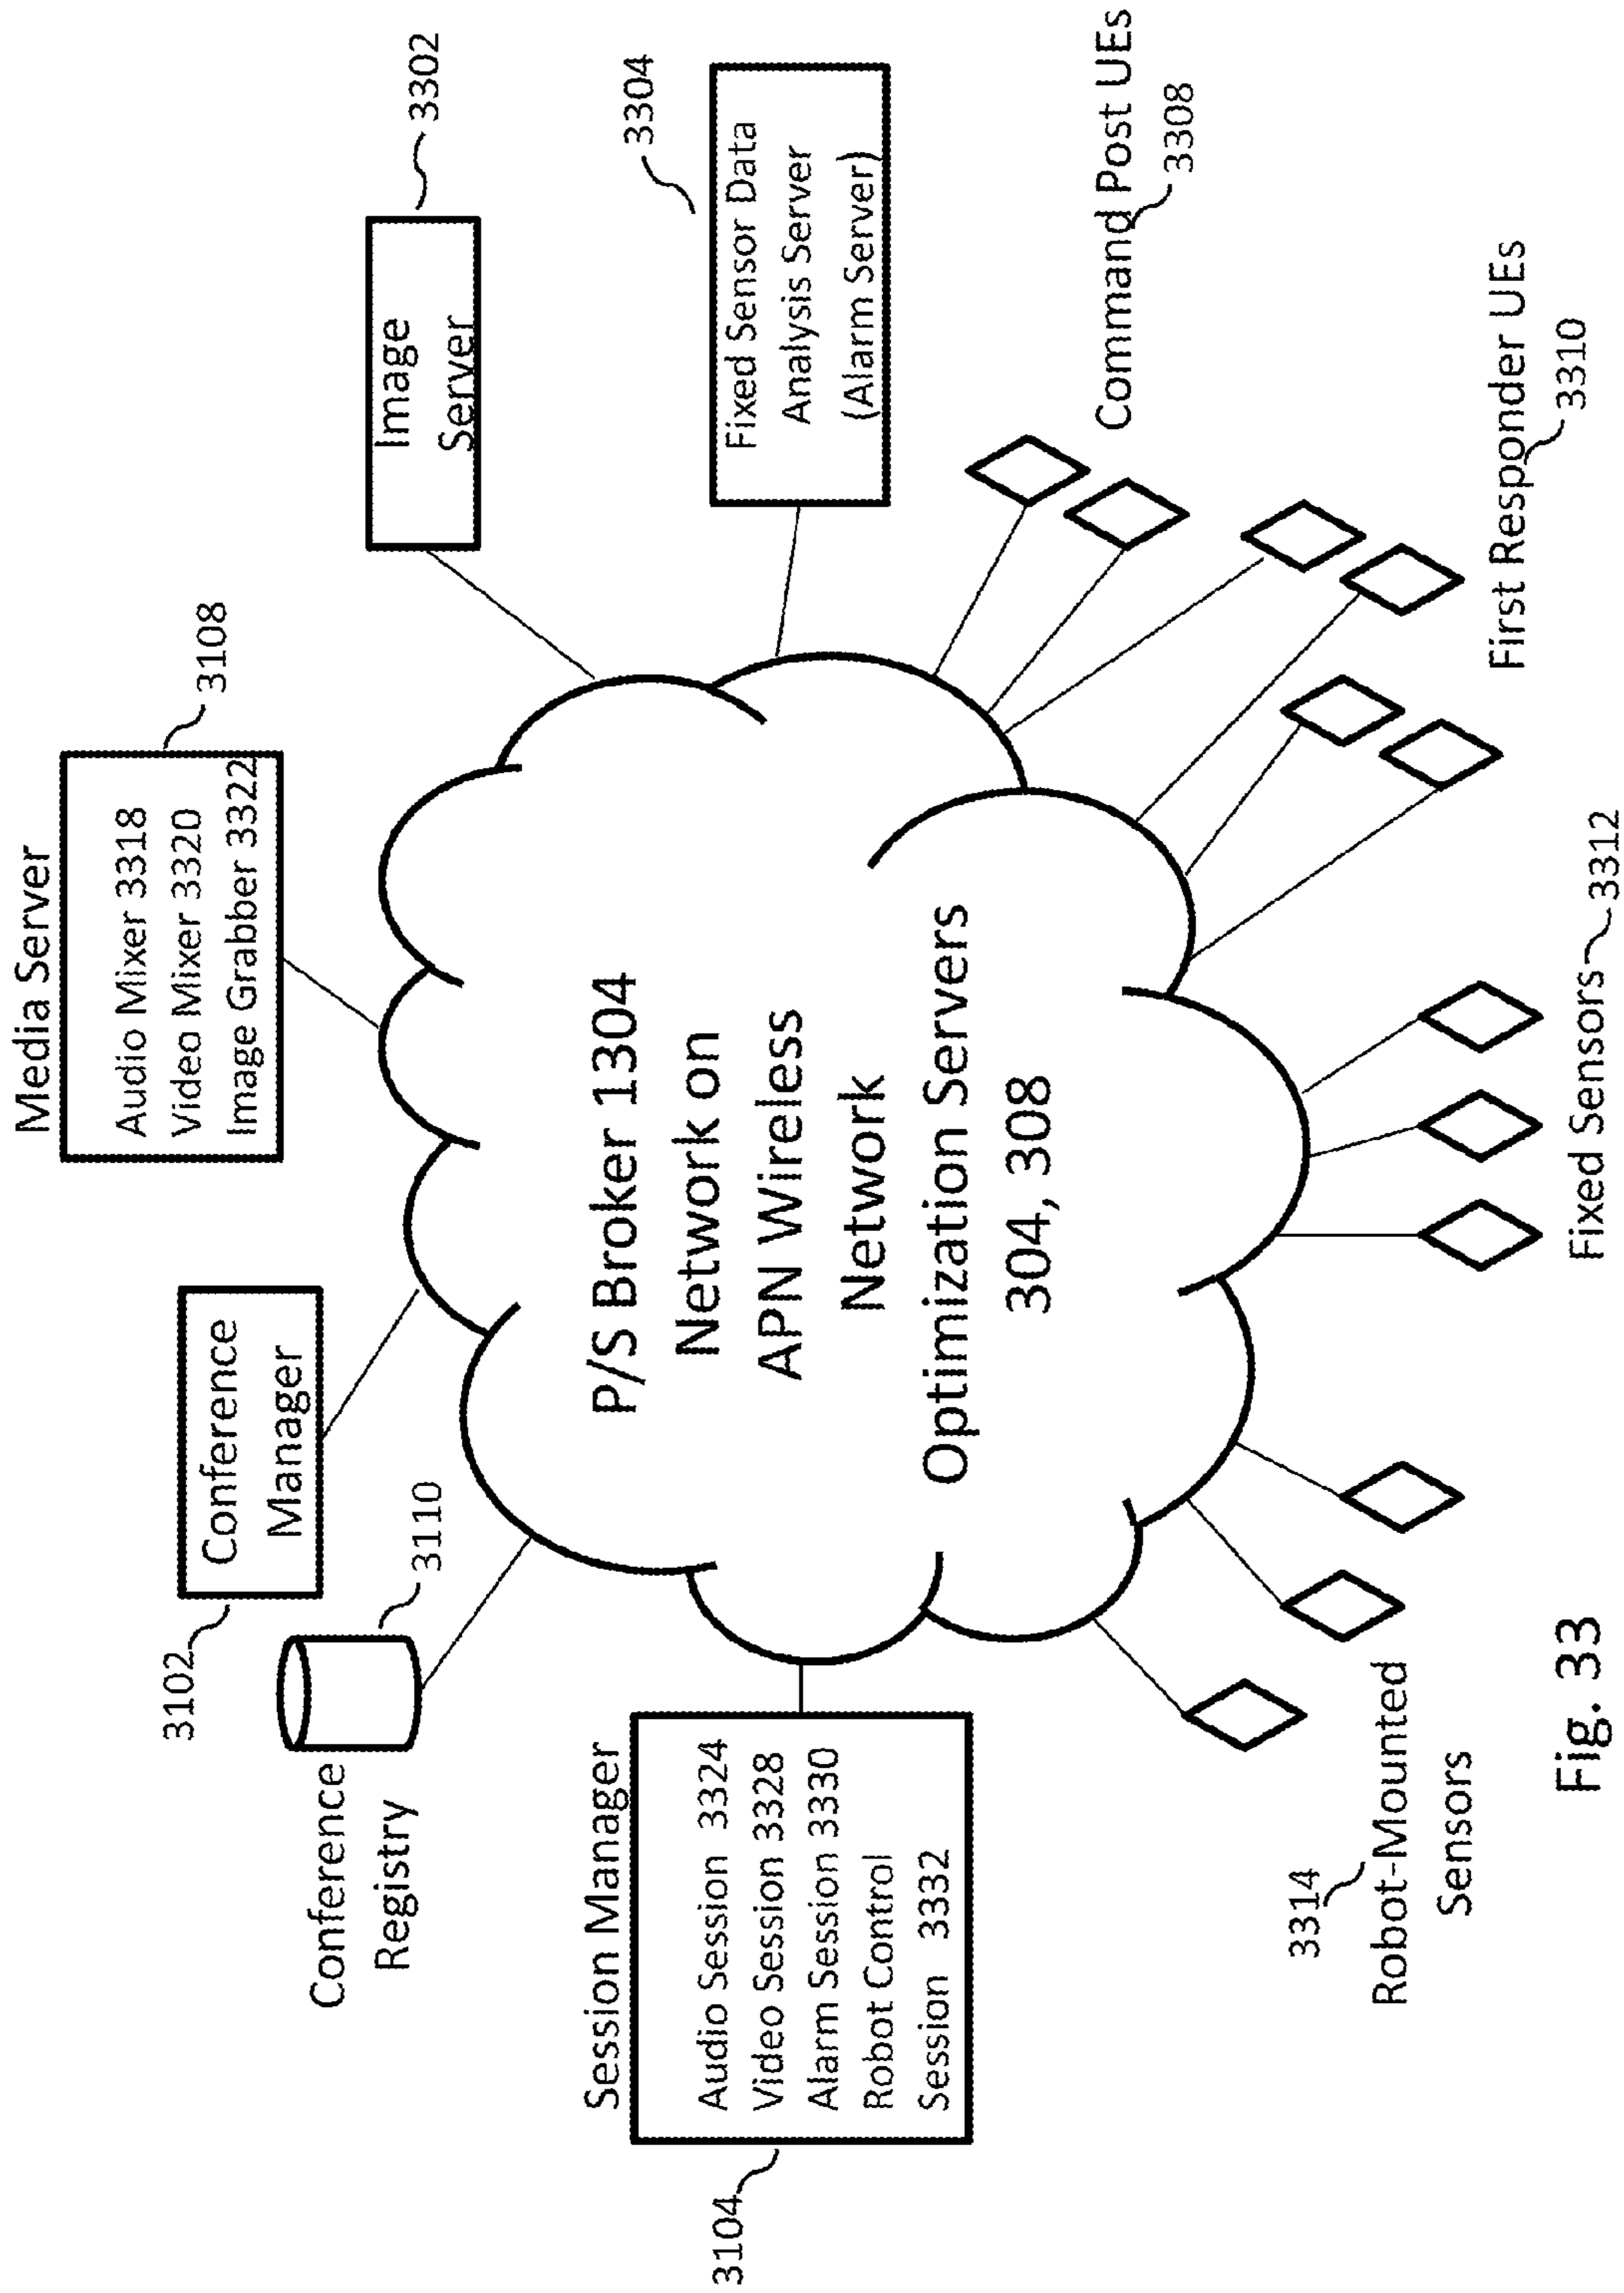 Media Server
3108
Audio Mixer 3318
Video Mixer 3320
Image Grabber 3322
3102
Conference
Manager
3110
Conference
Registry
Image
Server
3302
Session Manager
3104
Audio Session 3324
Video Session 3328
Alarm Session 3330
Robot Control
Session 3332
P/S Broker 1304
Network on
APN Wireless
Network
Optimization Servers
304, 308
3304
Fixed Sensor Data
Analysis Server
(Alarm Server)
Command Post UEs
3308
First Responder UEs
3310
3314
Robot-Mounted
Sensors
Fixed Sensors 3312
Fig. 33